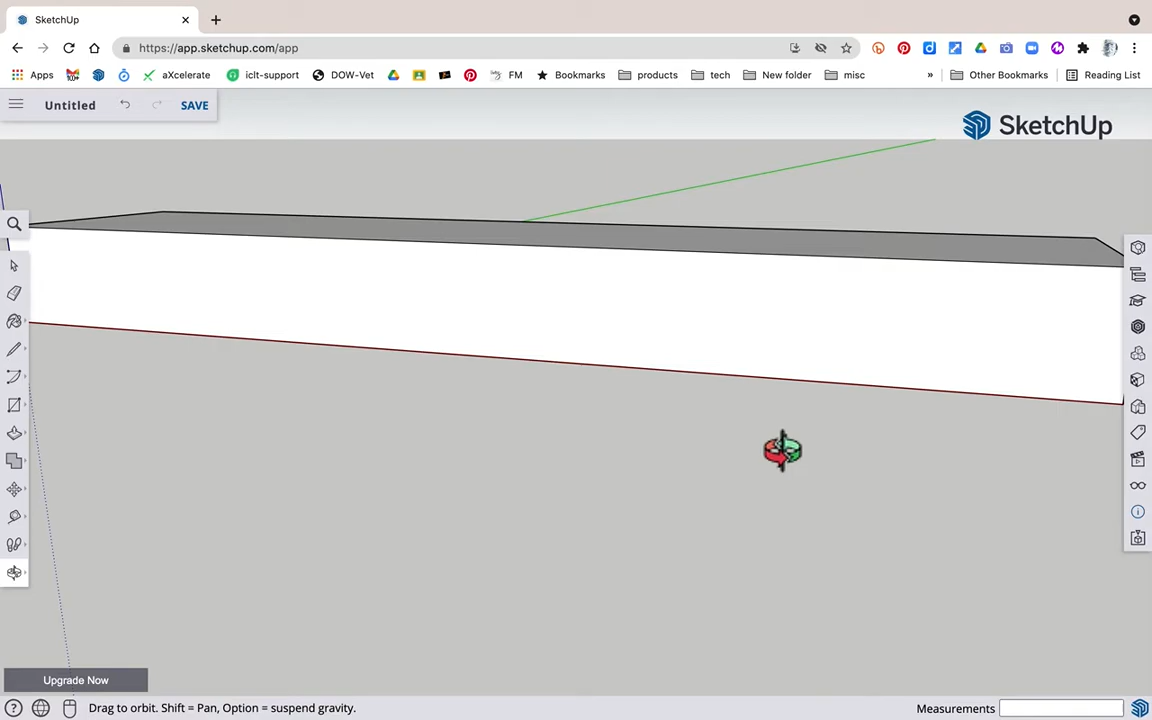 SketchUp
https://app.sketchup.com/app
Apps
10+
aXcelerate
iclt-support
DOW-Vet
FM
Bookmarks
products
tech
New folder
misc
»
Other Bookmarks
Reading List
Untitled
SAVE
SketchUp
Upgrade Now
Drag to orbit. Shift = Pan, Option = suspend gravity.
Measurements